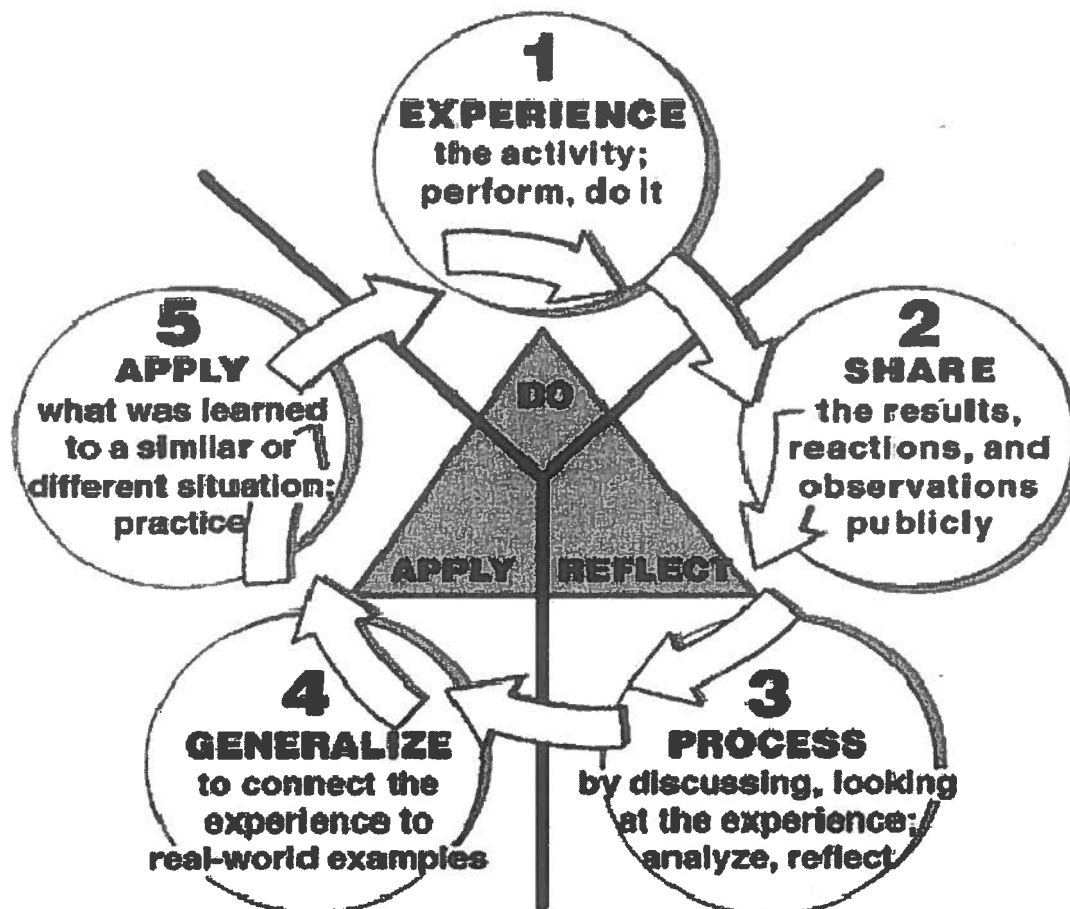 1
EXPERIENCE
the activity;
perform, do it
2
SHARE
the results,
reactions, and
observations
publicly
3
PROCESS
by discussing, looking
at the experience;
analyze, reflect
4
GENERALIZE
to connect the
experience to
real-world examples
5
APPLY
what was learned
to a similar or
different situation;
practice
DO
APPLY
REFLECT